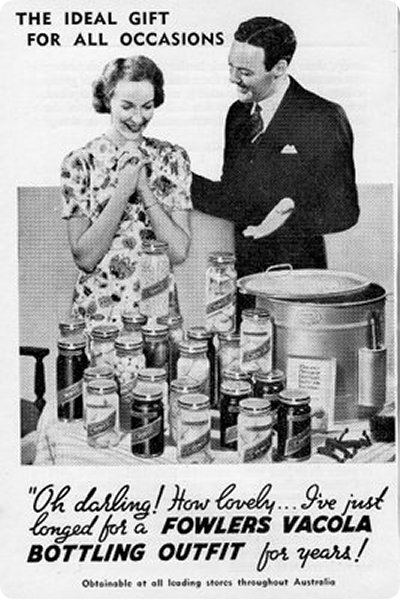 THE IDEAL GIFT
FOR ALL OCCASIONS
"Oh darling! How lovely... I've just
longed for a FOWLERS VACOLA
BOTTLING OUTFIT for years!
Obtainable at all leading stores throughout Australia